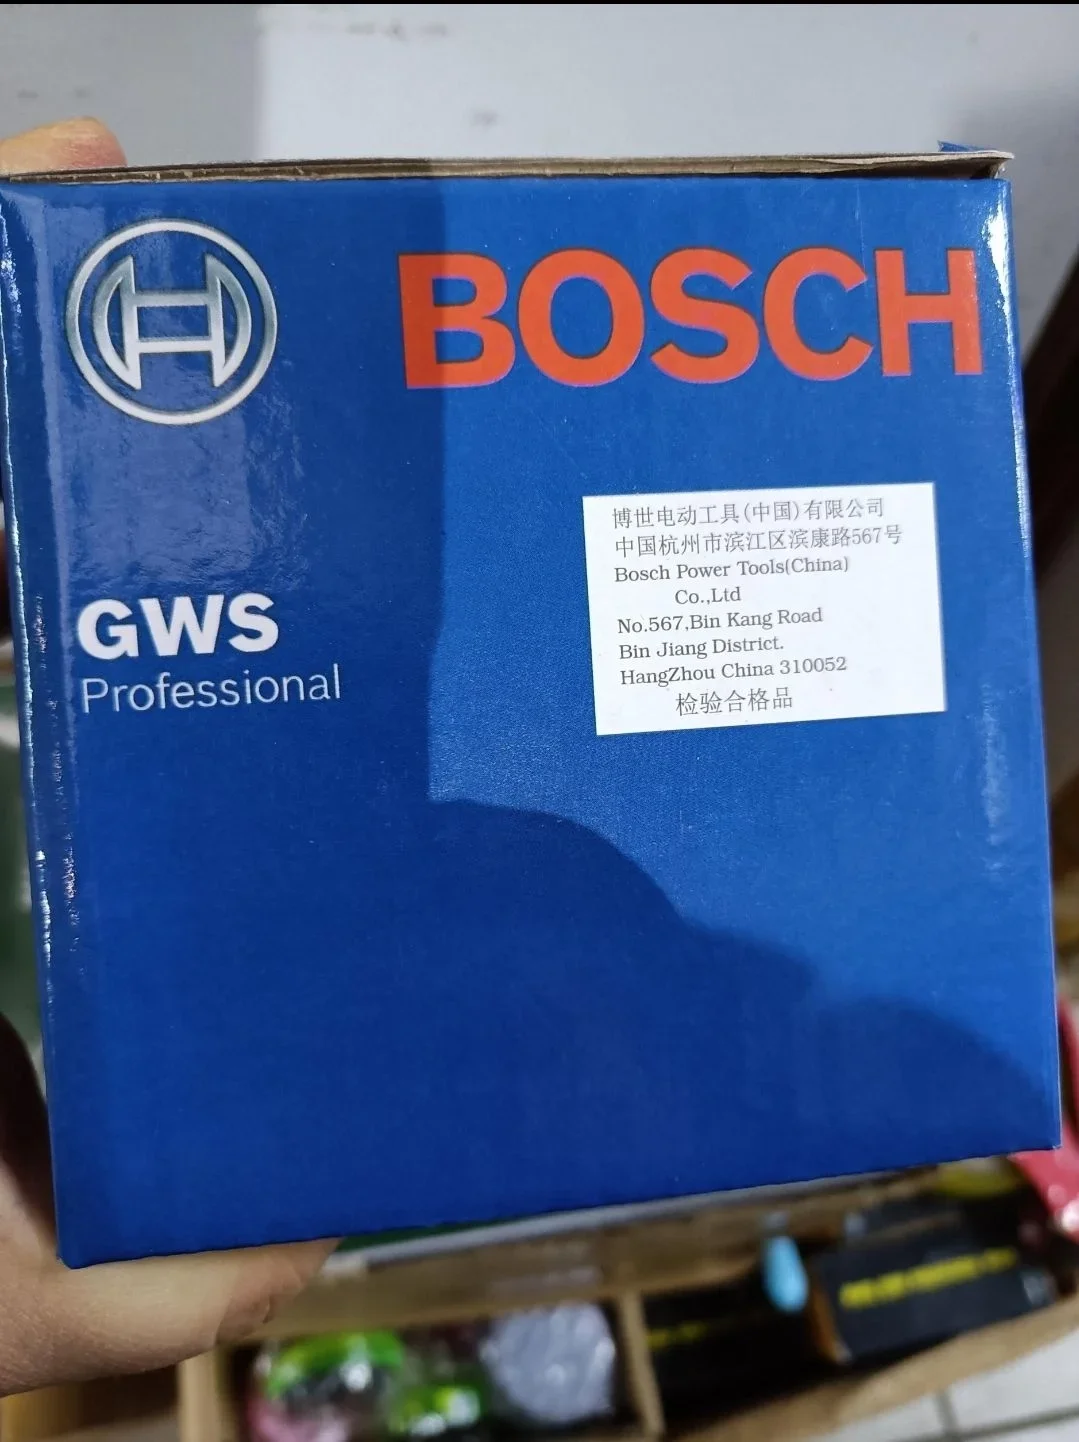 BOSCH
GWS
Professional
博世电动工具(中国)有限公司
中国杭州市滨江区滨康路567号
Bosch Power Tools(China)
Co.,Ltd
No.567,Bin Kang Road
Bin Jiang District.
HangZhou China 310052
检验合格品